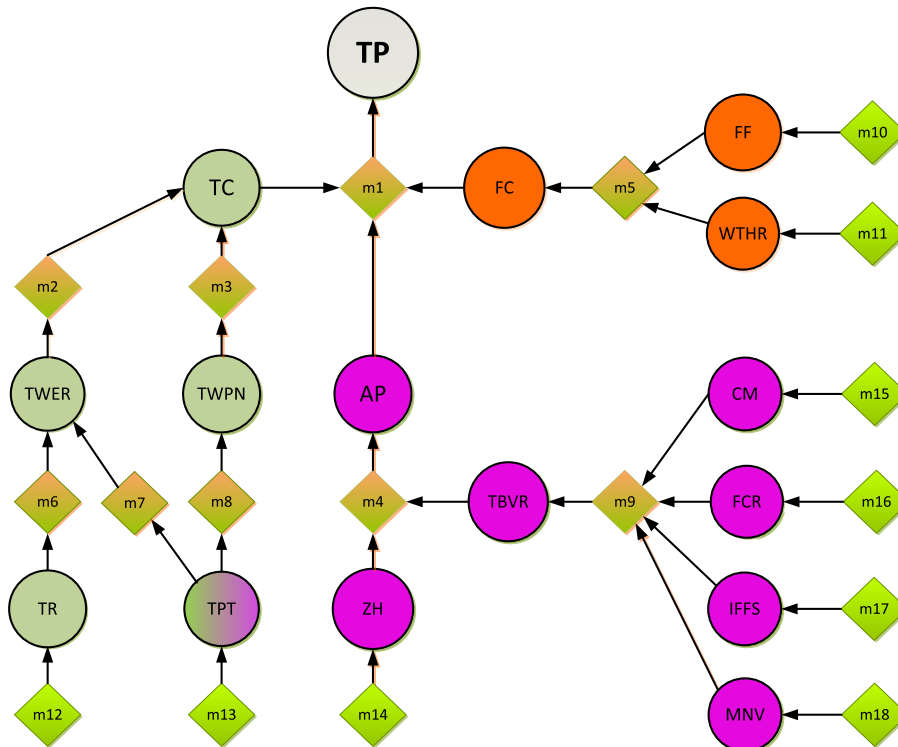 TP
FF
m10
TC
m1
FC
m5
WTHR
m11
m2
m3
TWER
TWPN
AP
CM
m15
m6
m7
m8
m4
TBVR
m9
FCR
m16
TR
TPT
ZH
IFFS
m17
m12
m13
m14
MNV
m18